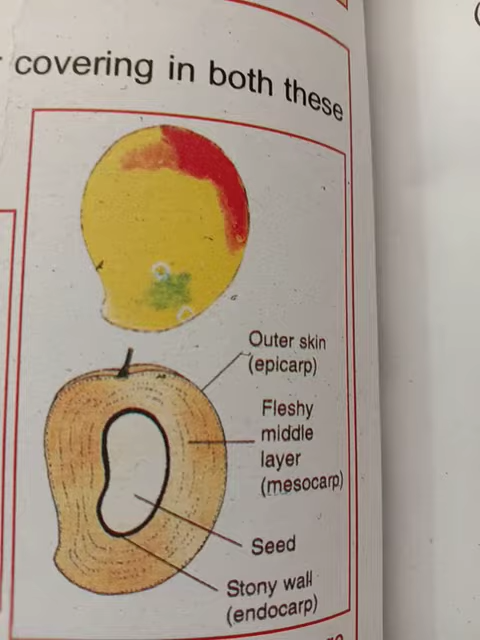 covering in both these
Outer skin
(epicarp)
Fleshy
middle
layer
(mesocarp)
Seed
Stony wall
(endocarp)